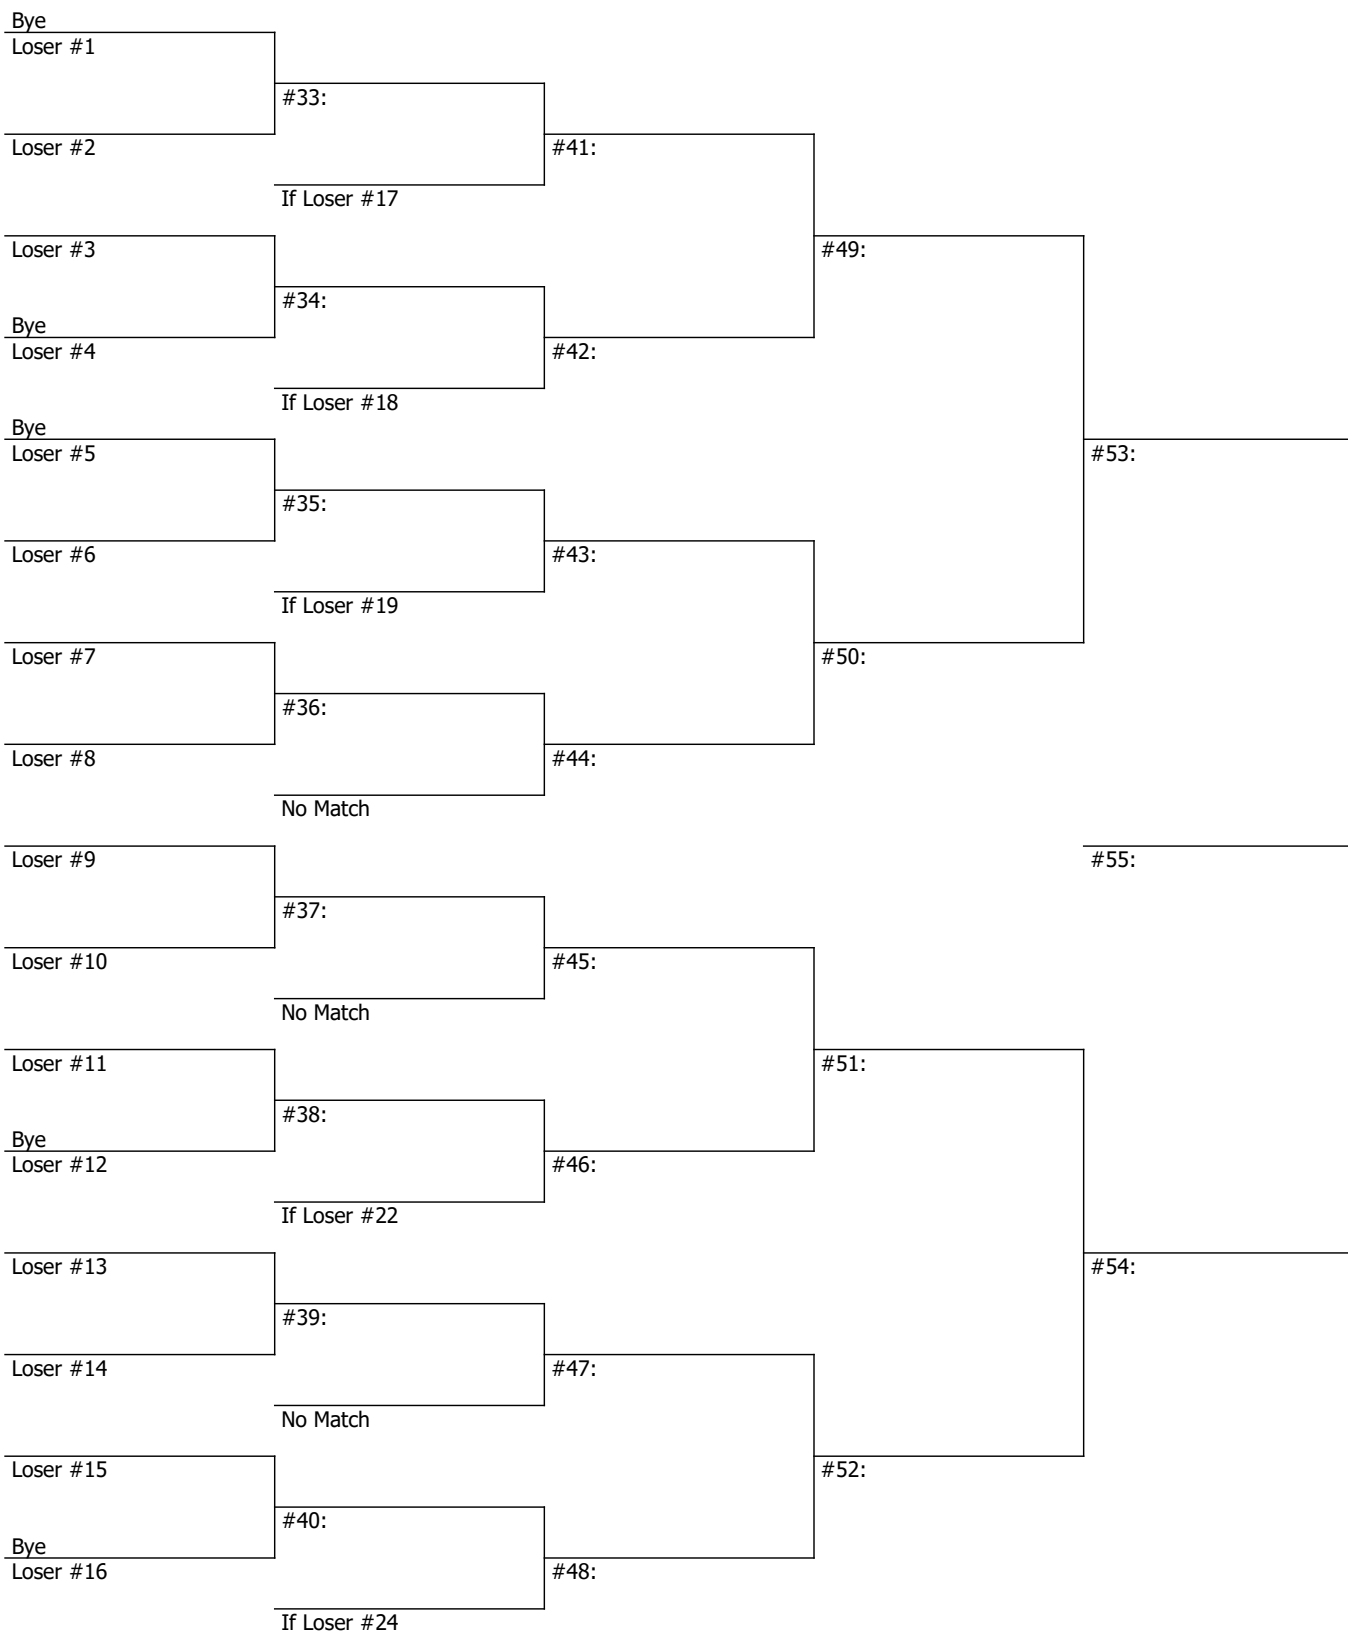 Bye
Loser #1
#33:
Loser #2
#41:
If Loser #17
Loser #3
#49:
#34:
Bye
Loser #4
#42:
If Loser #18
Bye
Loser #5
#53:
#35:
Loser #6
#43:
If Loser #19
Loser #7
#50:
#36:
Loser #8
#44:
No Match
Loser #9
#55:
#37:
Loser #10
#45:
No Match
Loser #11
#51:
#38:
Bye
Loser #12
#46:
If Loser #22
Loser #13
#54:
#39:
Loser #14
#47:
No Match
Loser #15
#52:
#40:
Bye
Loser #16
#48:
If Loser #24